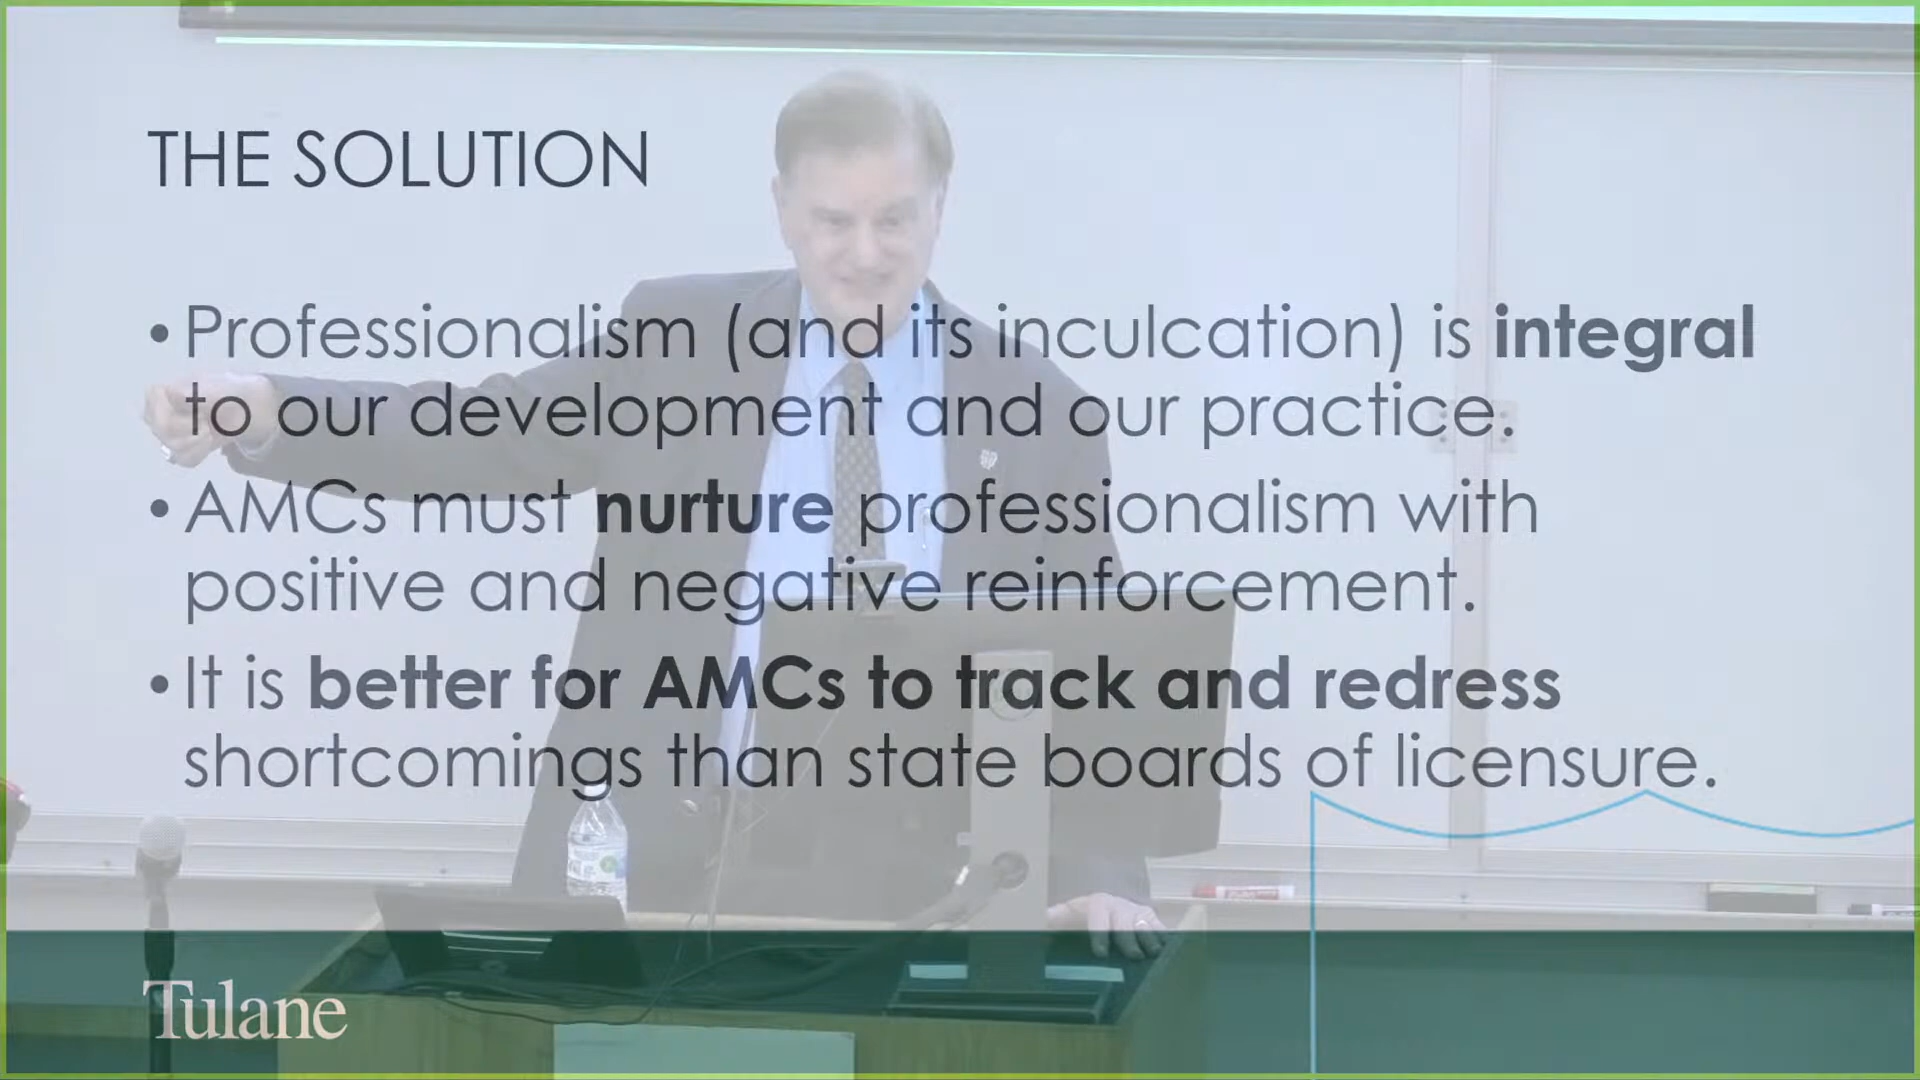 THE SOLUTION
• Professionalism (and its inculcation) is integral
to our development and our practice.
• AMCs must nurture professionalism with
positive and negative reinforcement.
• It is better for AMCs to track and redress
shortcomings than state boards of licensure.
Tulane